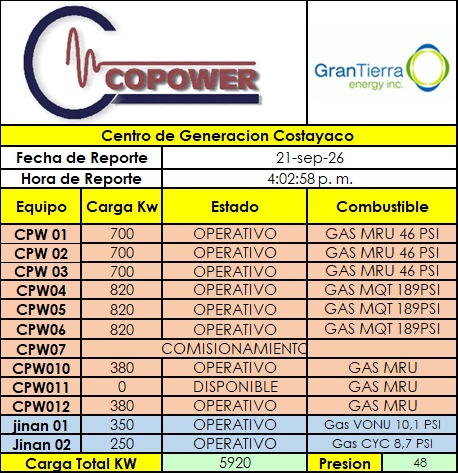 COPOWER
GranTierra
energy inc.
Centro de Generacion Costayaco
Fecha de Reporte 21-sep-26
Hora de Reporte 4:02:58 p. m.
Equipo Carga Kw Estado Combustible
CPW 01 700 OPERATIVO GAS MRU 46 PSI
CPW 02 700 OPERATIVO GAS MRU 46 PSI
CPW 03 700 OPERATIVO GAS MRU 46 PSI
CPW04 820 OPERATIVO GAS MQT 189PSI
CPW05 820 OPERATIVO GAS MQT 189PSI
CPW06 820 OPERATIVO GAS MQT 189PSI
CPW07 COMISIONAMIENTO
CPW010 380 OPERATIVO GAS MRU
CPW011 0 DISPONIBLE GAS MRU
CPW012 380 OPERATIVO GAS MRU
jinan 01 350 OPERATIVO Gas VONU 10,1 PSI
Jinan 02 250 OPERATIVO Gas CYC 8,7 PSI
Carga Total KW 5920 Presion 48